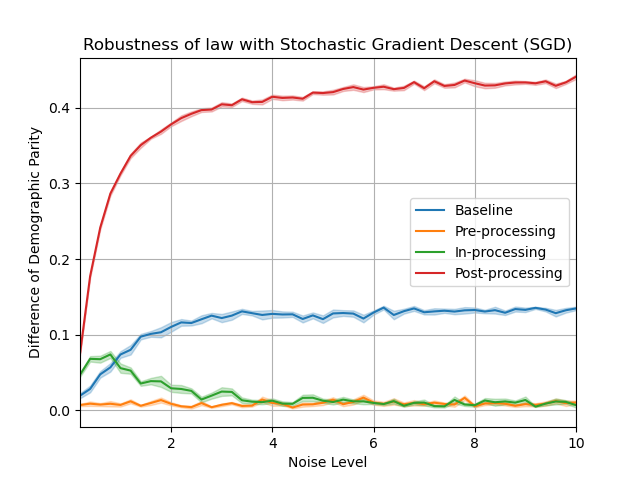 Robustness of law with Stochastic Gradient Descent (SGD)
Difference of Demographic Parity
0.4
0.3
0.2
0.1
0.0
Baseline
Pre-processing
In-processing
Post-processing
2
4
6
8
10
Noise Level